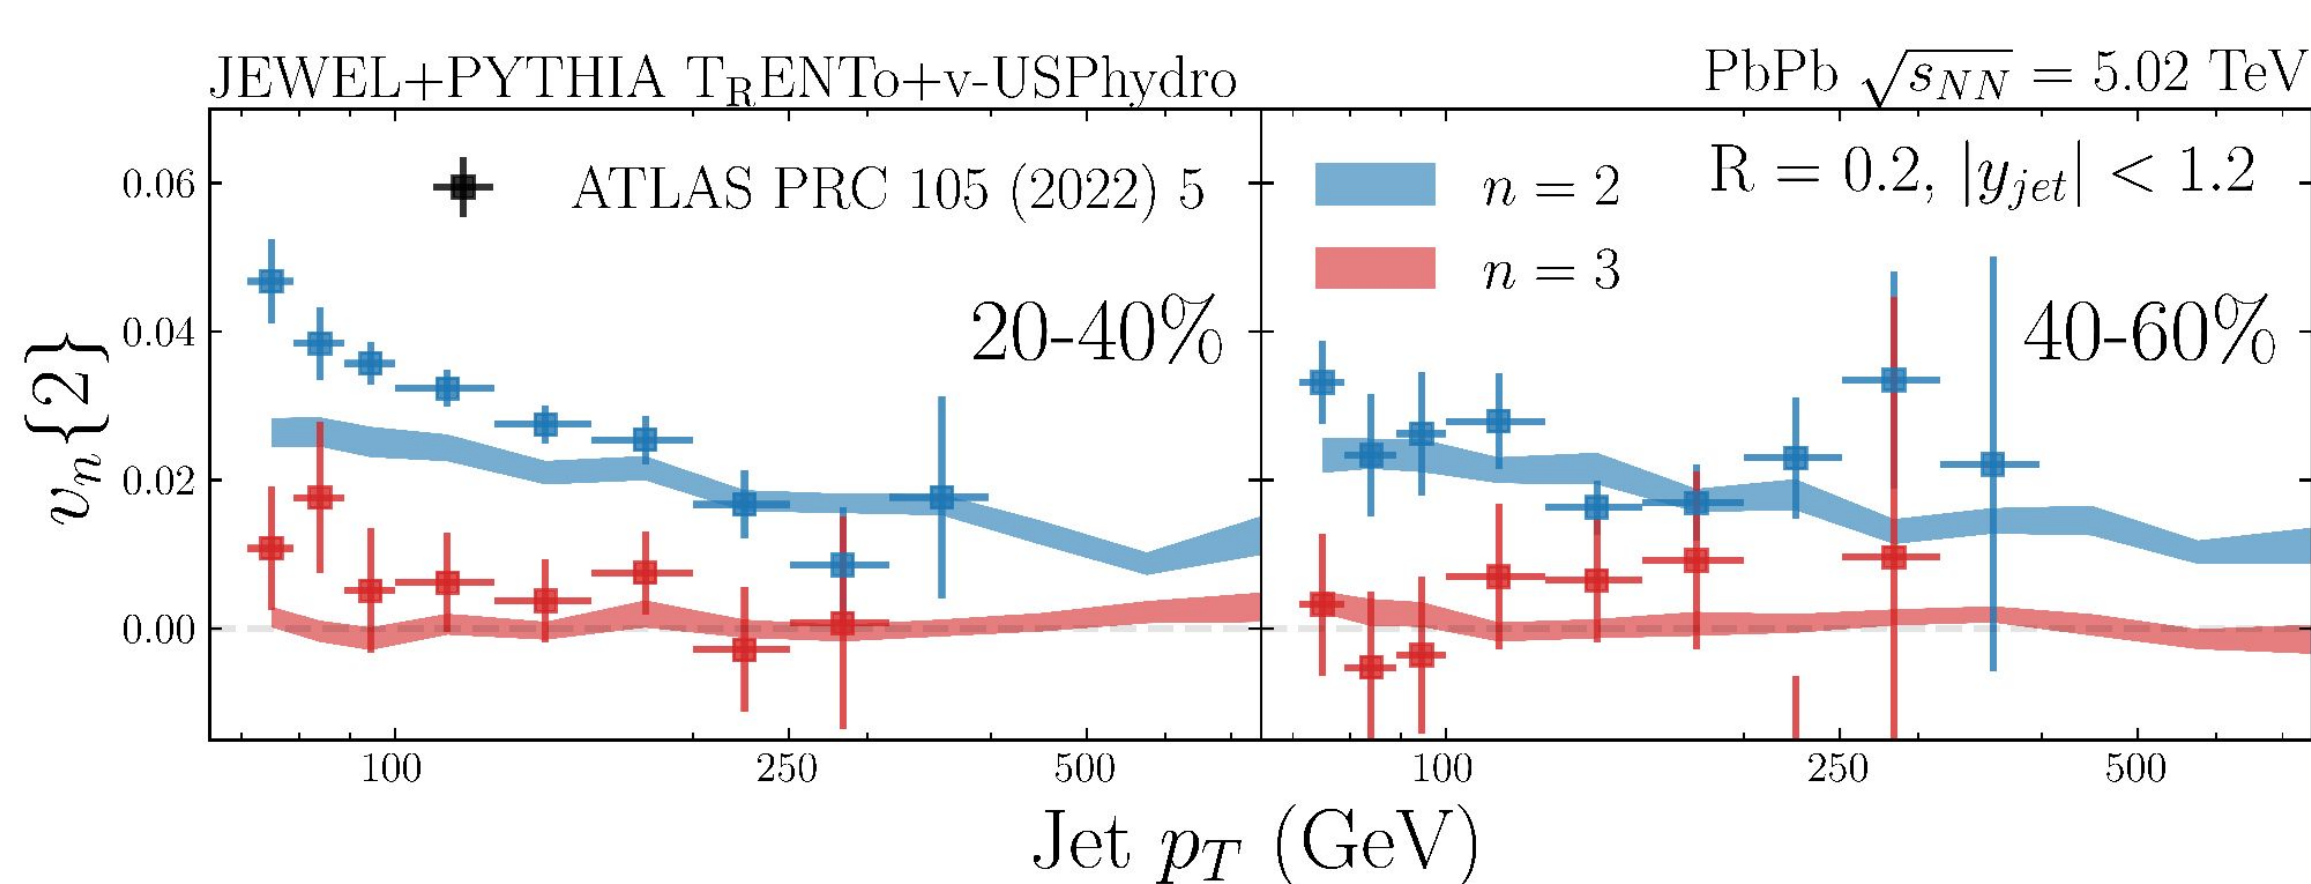 JEWEL+PYTHIA TRENTo+v-USPhydro
PbPb √sNN = 5.02 TeV
ATLAS PRC 105 (2022) 5
n = 2
n = 3
R = 0.2, |yjet| < 1.2
20-40%
40-60%
vn{2}
0.06
0.04
0.02
0.00
100 250 500
100 250 500
Jet pT (GeV)